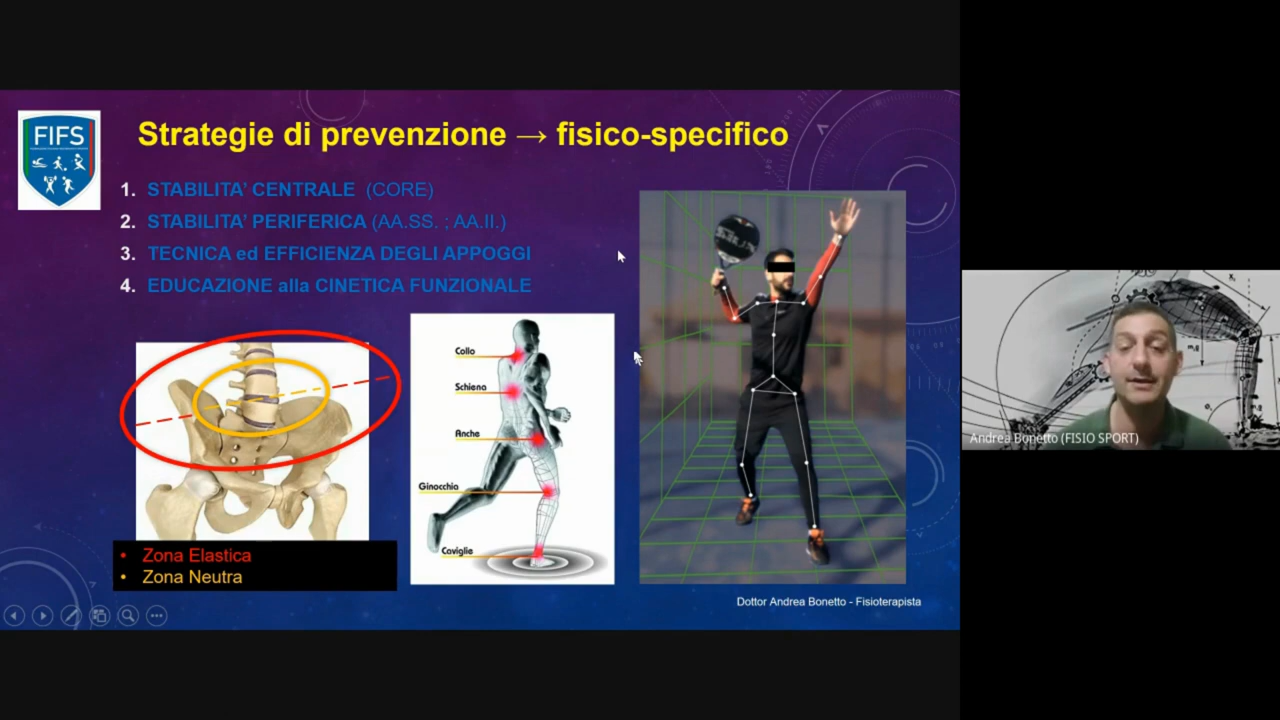 FIFS
Strategie di prevenzione → fisico-specifico
1. STABILITA’ CENTRALE (CORE)
2. STABILITA’ PERIFERICA (AA.SS. ; AA.II.)
3. TECNICA ed EFFICIENZA DEGLI APPOGGI
4. EDUCAZIONE alla CINETICA FUNZIONALE
Collo
Schiena
Anche
Ginocchia
Caviglie
• Zona Elastica
• Zona Neutra
Dottor Andrea Bonetto - Fisioterapista
Andrea Bonetto (FISIO SPORT)